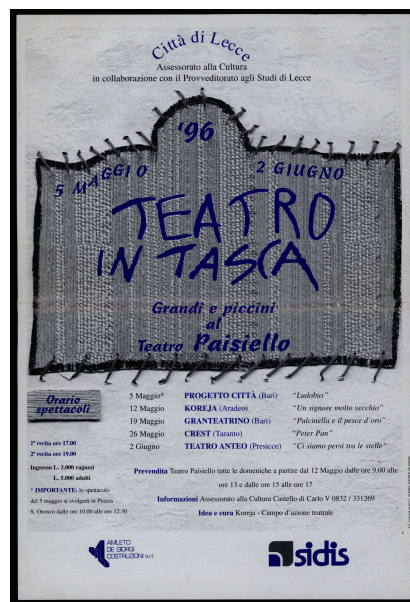 Città di Lecce
Assessorato alla Cultura
in collaborazione con il Provveditorato agli Studi di Lecce
'96
5 MAGGIO
2 GIUGNO
TEATRO
IN TASCA
Grandi e piccini
al
Teatro Paisiello
Orario
spettacoli
1ª recita ore 17.00
2ª recita ore 19.00
Ingresso L. 3.000 ragazzi
L. 5.000 adulti
* IMPORTANTE: lo spettacolo
del 5 maggio si svolgerà in Piazza
S. Oronzo dalle ore 10.00 alle ore 12.30
5 Maggio* PROGETTO CITTÀ (Bari) "Ludobus"
12 Maggio KOREJA (Aradeo) "Un signore molto vecchio"
19 Maggio GRANTEATRINO (Bari) "Pulcinella e il pesce d'oro"
26 Maggio CREST (Taranto) "Peter Pan"
2 Giugno TEATRO ANTEO (Presicce) "Ci siamo persi tra le stelle"
Prevendita Teatro Paisiello tutte le domeniche a partire dal 12 Maggio dalle ore 9.00 alle
ore 13 e dalle ore 15 alle ore 17
Informazioni Assessorato alla Cultura Castello di Carlo V 0832 / 331269
Idea e cura Koreja - Campo d'azione teatrale
AMLETO
DE GIORGI
COSTRUZIONI s.r.l.
sidis